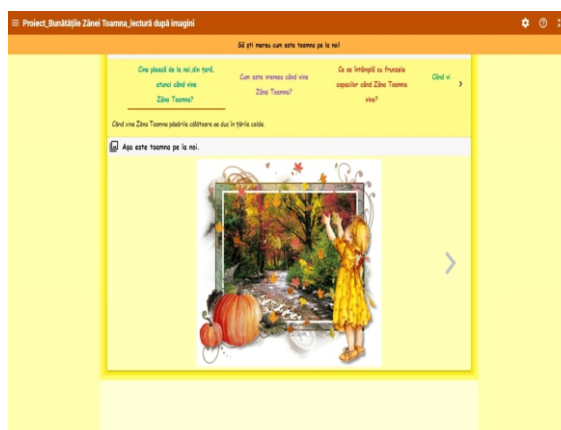 Proiect_Bunătățile Zânei Toamna_lectură după imagini
Să ști mereu cum este toamna pe la noi!
Cine pleacă de la noi,din țară,
atunci când vine
Zâna Toamna?
Cum este vremea când vine
Zâna Toamna?
Ce se întâmplă cu frunzele
copacilor când Zâna Toamna
vine?
Când vi
Când vine Zâna Toamna păsările călătoare se duc în țările calde.
Așa este toamna pe la noi.